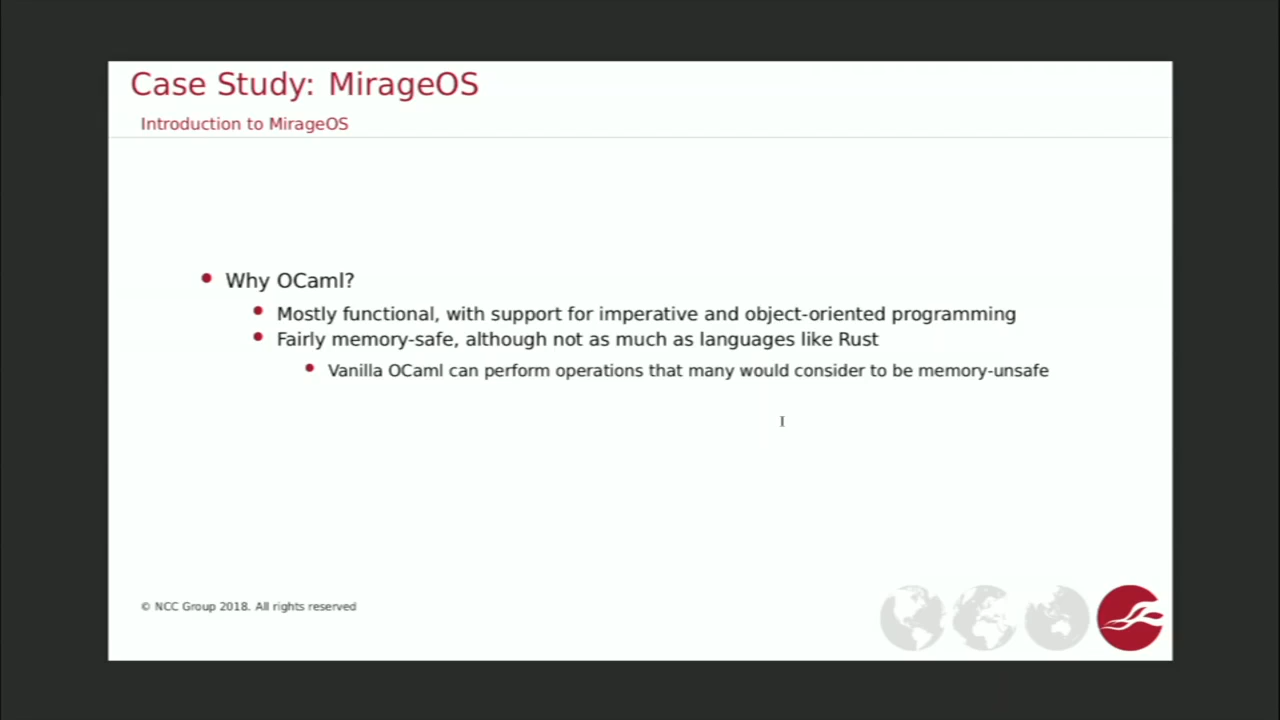 Case Study: MirageOS
Introduction to MirageOS
Why OCaml?
Mostly functional, with support for imperative and object-oriented programming
Fairly memory-safe, although not as much as languages like Rust
Vanilla OCaml can perform operations that many would consider to be memory-unsafe
© NCC Group 2018. All rights reserved